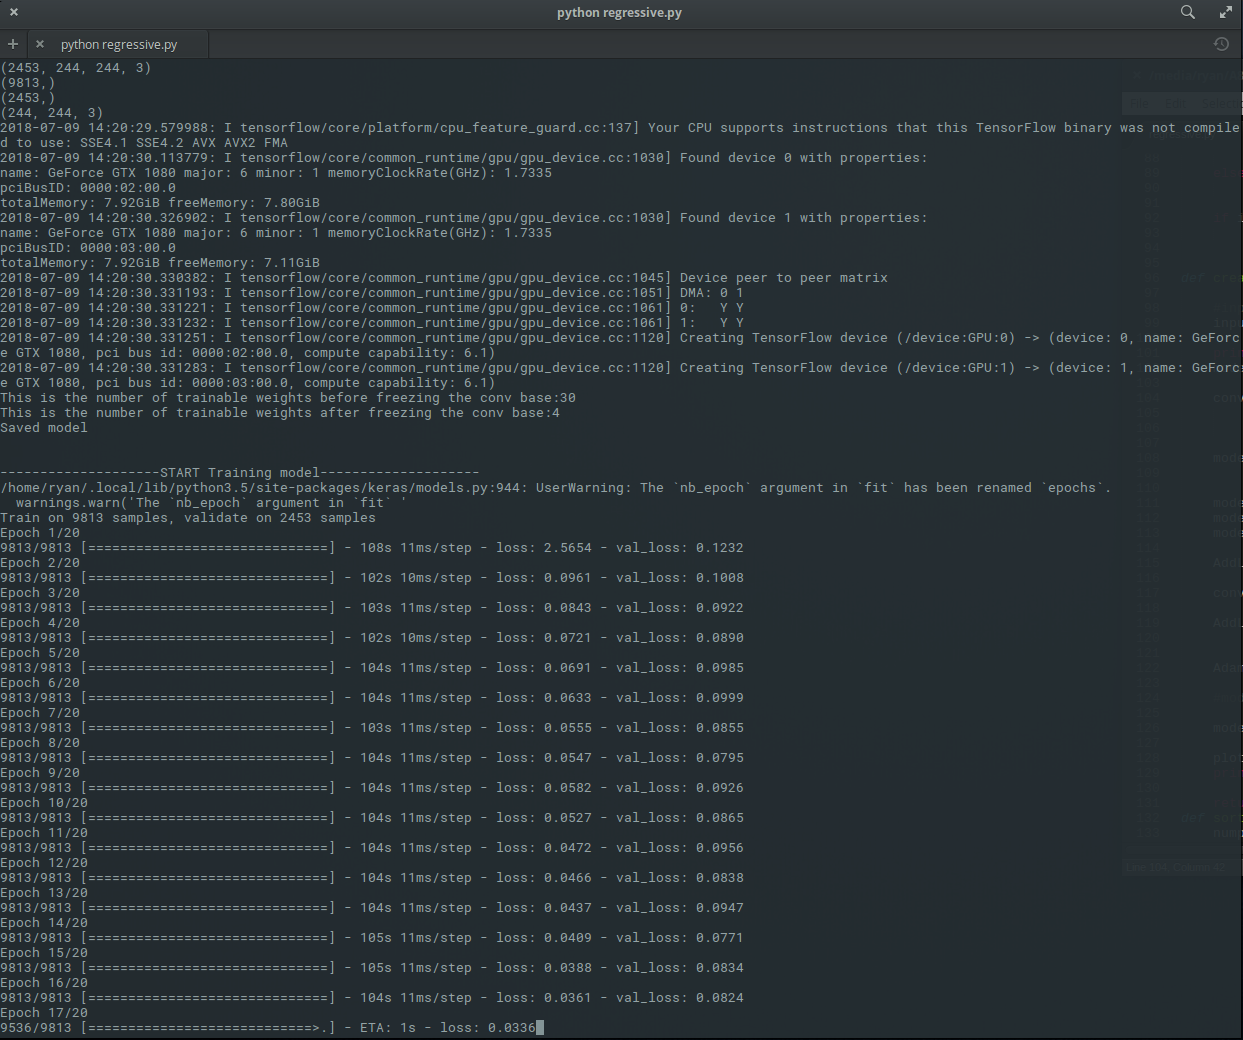 python regressive.py
python regressive.py
(2453, 244, 244, 3)
(9813,)
(2453,)
(244, 244, 3)
2018-07-09 14:20:29.579988: I tensorflow/core/platform/cpu_feature_guard.cc:137] Your CPU supports instructions that this TensorFlow binary was not compile
d to use: SSE4.1 SSE4.2 AVX AVX2 FMA
2018-07-09 14:20:30.113779: I tensorflow/core/common_runtime/gpu/gpu_device.cc:1030] Found device 0 with properties:
name: GeForce GTX 1080 major: 6 minor: 1 memoryClockRate(GHz): 1.7335
pciBusID: 0000:02:00.0
totalMemory: 7.92GiB freeMemory: 7.80GiB
2018-07-09 14:20:30.326902: I tensorflow/core/common_runtime/gpu/gpu_device.cc:1030] Found device 1 with properties:
name: GeForce GTX 1080 major: 6 minor: 1 memoryClockRate(GHz): 1.7335
pciBusID: 0000:03:00.0
totalMemory: 7.92GiB freeMemory: 7.11GiB
2018-07-09 14:20:30.330382: I tensorflow/core/common_runtime/gpu/gpu_device.cc:1045] Device peer to peer matrix
2018-07-09 14:20:30.331193: I tensorflow/core/common_runtime/gpu/gpu_device.cc:1051] DMA: 0 1
2018-07-09 14:20:30.331221: I tensorflow/core/common_runtime/gpu/gpu_device.cc:1061] 0:   Y Y
2018-07-09 14:20:30.331232: I tensorflow/core/common_runtime/gpu/gpu_device.cc:1061] 1:   Y Y
2018-07-09 14:20:30.331251: I tensorflow/core/common_runtime/gpu/gpu_device.cc:1120] Creating TensorFlow device (/device:GPU:0) -> (device: 0, name: GeForc
e GTX 1080, pci bus id: 0000:02:00.0, compute capability: 6.1)
2018-07-09 14:20:30.331283: I tensorflow/core/common_runtime/gpu/gpu_device.cc:1120] Creating TensorFlow device (/device:GPU:1) -> (device: 1, name: GeForc
e GTX 1080, pci bus id: 0000:03:00.0, compute capability: 6.1)
This is the number of trainable weights before freezing the conv base:30
This is the number of trainable weights after freezing the conv base:4
Saved model
--------------------START Training model--------------------
/home/ryan/.local/lib/python3.5/site-packages/keras/models.py:944: UserWarning: The `nb_epoch` argument in `fit` has been renamed `epochs`.
  warnings.warn('The `nb_epoch` argument in `fit` '
Train on 9813 samples, validate on 2453 samples
Epoch 1/20
9813/9813 [==============================] - 108s 11ms/step - loss: 2.5654 - val_loss: 0.1232
Epoch 2/20
9813/9813 [==============================] - 102s 10ms/step - loss: 0.0961 - val_loss: 0.1008
Epoch 3/20
9813/9813 [==============================] - 103s 11ms/step - loss: 0.0843 - val_loss: 0.0922
Epoch 4/20
9813/9813 [==============================] - 102s 10ms/step - loss: 0.0721 - val_loss: 0.0890
Epoch 5/20
9813/9813 [==============================] - 104s 11ms/step - loss: 0.0691 - val_loss: 0.0985
Epoch 6/20
9813/9813 [==============================] - 104s 11ms/step - loss: 0.0633 - val_loss: 0.0999
Epoch 7/20
9813/9813 [==============================] - 103s 11ms/step - loss: 0.0555 - val_loss: 0.0855
Epoch 8/20
9813/9813 [==============================] - 104s 11ms/step - loss: 0.0547 - val_loss: 0.0795
Epoch 9/20
9813/9813 [==============================] - 104s 11ms/step - loss: 0.0582 - val_loss: 0.0926
Epoch 10/20
9813/9813 [==============================] - 104s 11ms/step - loss: 0.0527 - val_loss: 0.0865
Epoch 11/20
9813/9813 [==============================] - 104s 11ms/step - loss: 0.0472 - val_loss: 0.0956
Epoch 12/20
9813/9813 [==============================] - 104s 11ms/step - loss: 0.0466 - val_loss: 0.0838
Epoch 13/20
9813/9813 [==============================] - 104s 11ms/step - loss: 0.0437 - val_loss: 0.0947
Epoch 14/20
9813/9813 [==============================] - 105s 11ms/step - loss: 0.0409 - val_loss: 0.0771
Epoch 15/20
9813/9813 [==============================] - 105s 11ms/step - loss: 0.0388 - val_loss: 0.0834
Epoch 16/20
9813/9813 [==============================] - 104s 11ms/step - loss: 0.0361 - val_loss: 0.0824
Epoch 17/20
9536/9813 [============================>.] - ETA: 1s - loss: 0.0336